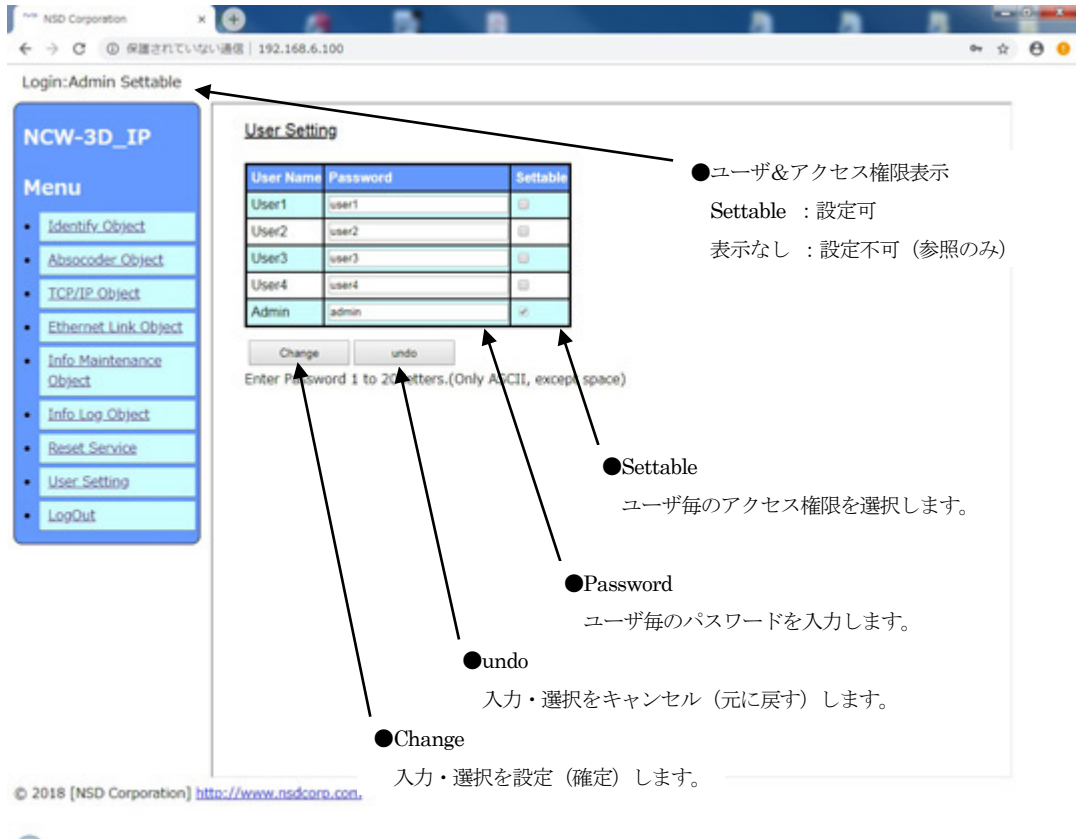 NSD Corporation
保護されていない通信 | 192.168.6.100
Login:Admin Settable
NCW-3D_IP
Menu
Identify Object
Absocoder Object
TCP/IP Object
Ethernet Link Object
Info Maintenance
Object
Info Log Object
Reset Service
User Setting
LogOut
User Setting
User Name Password Settable
User1 user1
User2 user2
User3 user3
User4 user4
Admin admin
Change undo
Enter Password 1 to 20 letters.(Only ASCII, except space)
●ユーザ&アクセス権限表示
Settable :設定可
表示なし :設定不可(参照のみ)
●Settable
ユーザ毎のアクセス権限を選択します。
●Password
ユーザ毎のパスワードを入力します。
●undo
入力・選択をキャンセル(元に戻す)します。
●Change
入力・選択を設定(確定)します。
© 2018 [NSD Corporation] http://www.nsdcorp.com.